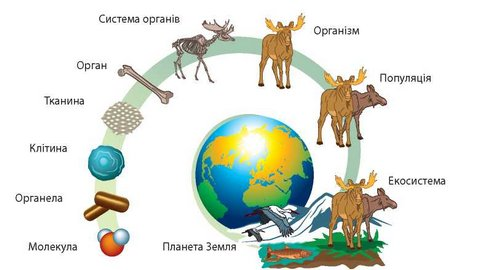 Система органів
Організм
Орган
Популяція
Тканина
Клітина
Екосистема
Органела
Молекула
Планета Земля